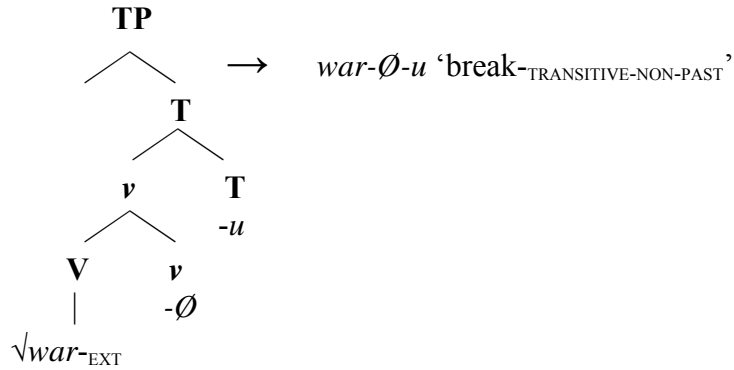 TP
→ war-Ø-u ‘break-TRANSITIVE-NON-PAST’
T
v T
-u
V v
-Ø
√war-EXT